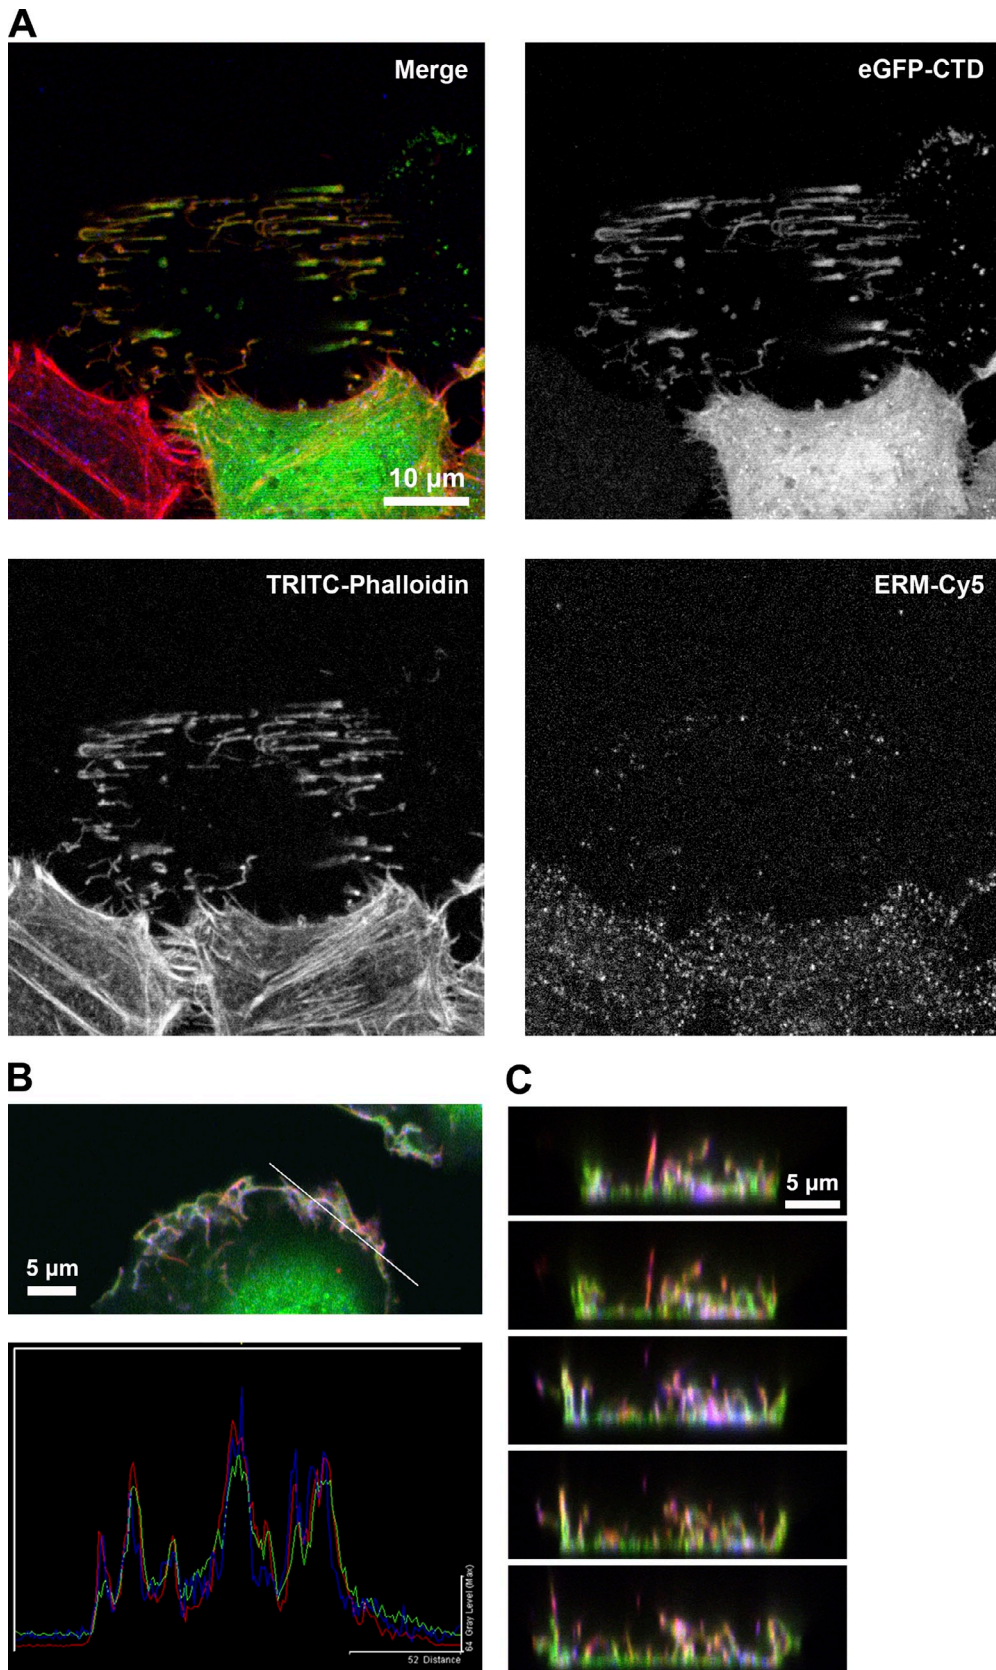 A
Merge
eGFP-CTD
10 µm
TRITC-Phalloidin
ERM-Cy5
B
C
5 µm
5 µm
64 Gray Level (Max)
52 Distance